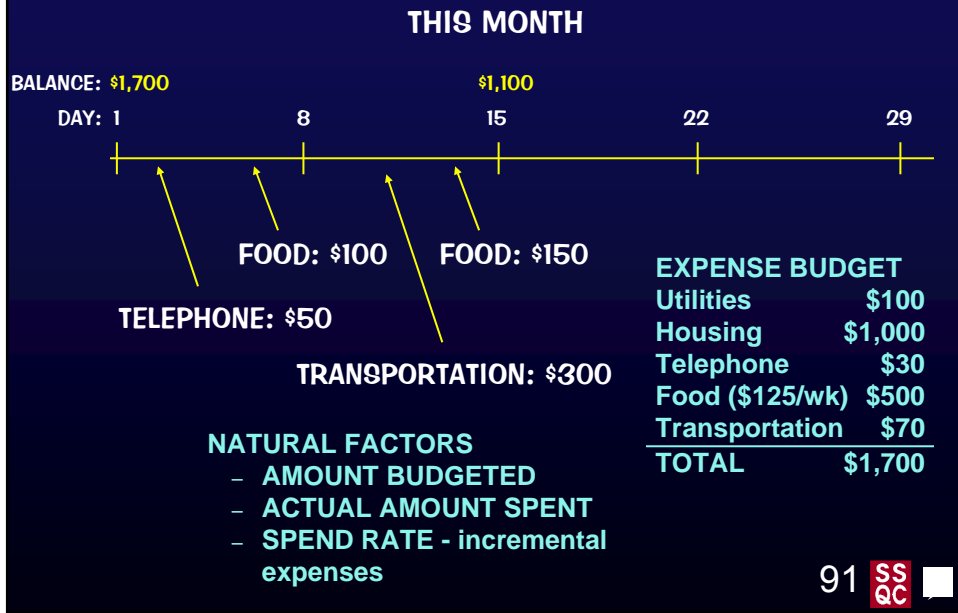 THIS MONTH
BALANCE: $1,700 $1,100
DAY: 1 8 15 22 29
FOOD: $100 FOOD: $150
TELEPHONE: $50
TRANSPORTATION: $300
EXPENSE BUDGET
Utilities $100
Housing $1,000
Telephone $30
Food ($125/wk) $500
Transportation $70
TOTAL $1,700
NATURAL FACTORS
– AMOUNT BUDGETED
– ACTUAL AMOUNT SPENT
– SPEND RATE - incremental
expenses
91 SS
QC